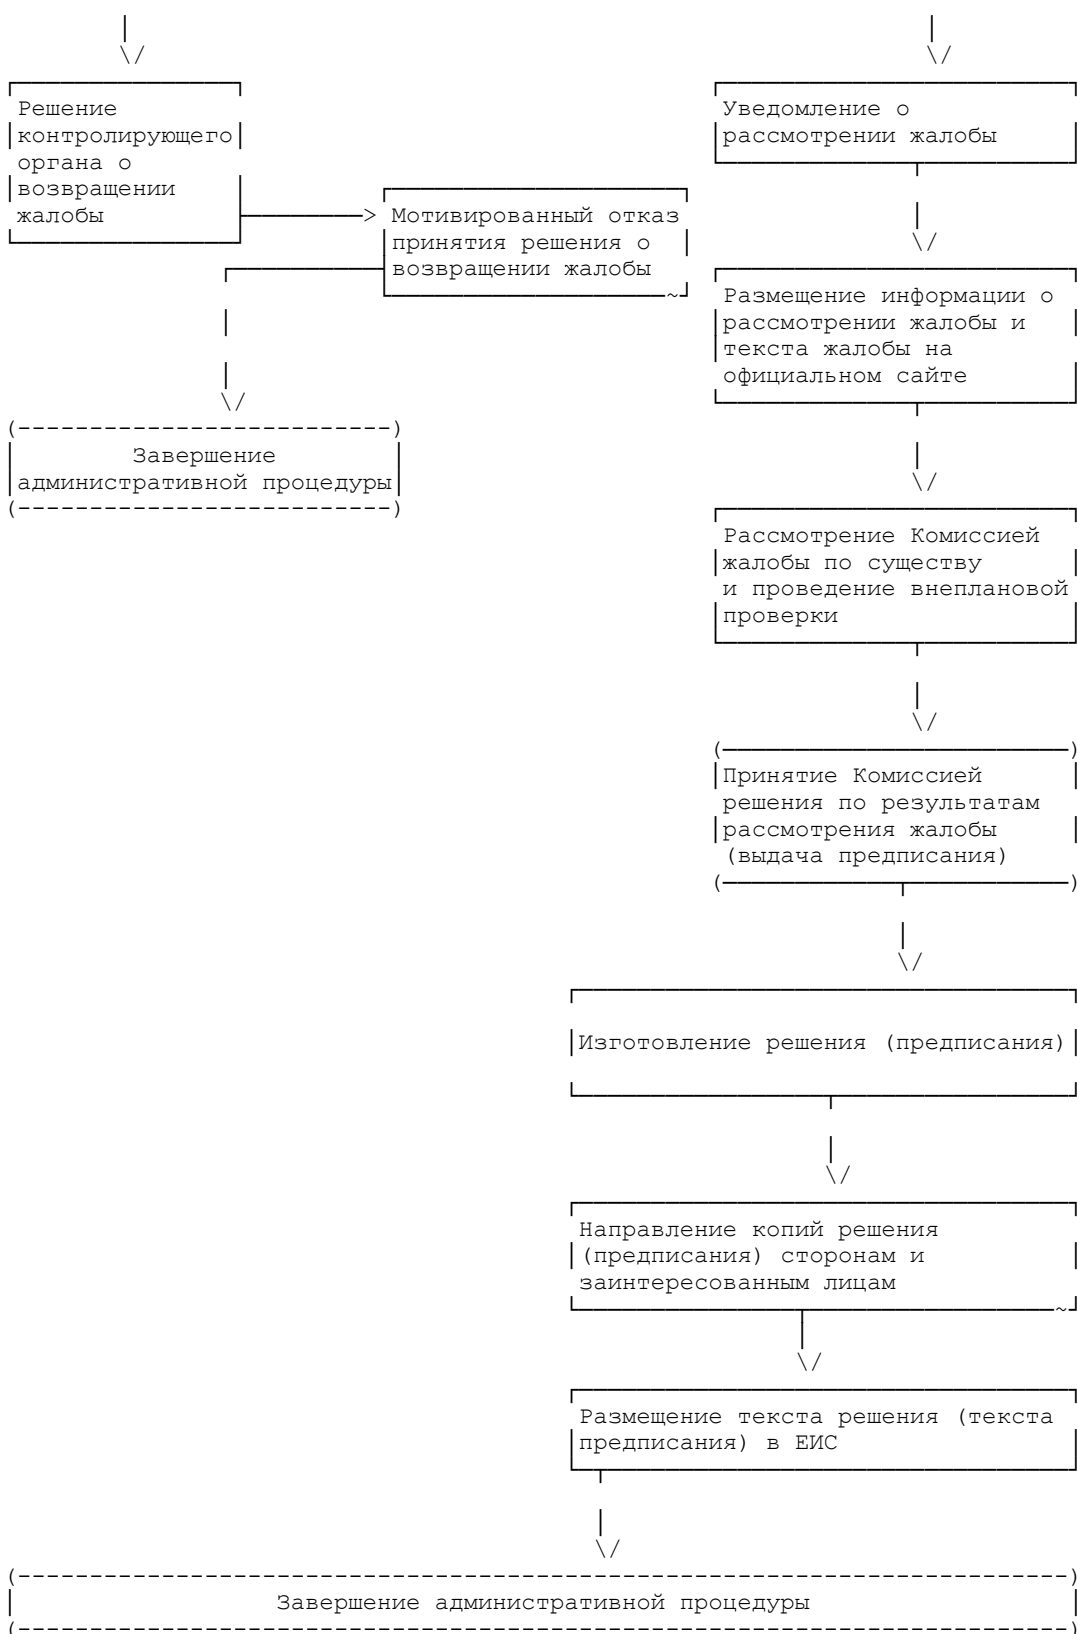 Решение
контролирующего
органа о
возвращении
жалобы
Мотивированный отказ
принятия решения о
возвращении жалобы
Завершение
административной процедуры
Уведомление о
рассмотрении жалобы
Размещение информации о
рассмотрении жалобы и
текста жалобы на
официальном сайте
Рассмотрение Комиссией
жалобы по существу
и проведение внеплановой
проверки
Принятие Комиссией
решения по результатам
рассмотрения жалобы
(выдача предписания)
Изготовление решения (предписания)
Направление копий решения
(предписания) сторонам и
заинтересованным лицам
Размещение текста решения (текста
предписания) в ЕИС
Завершение административной процедуры